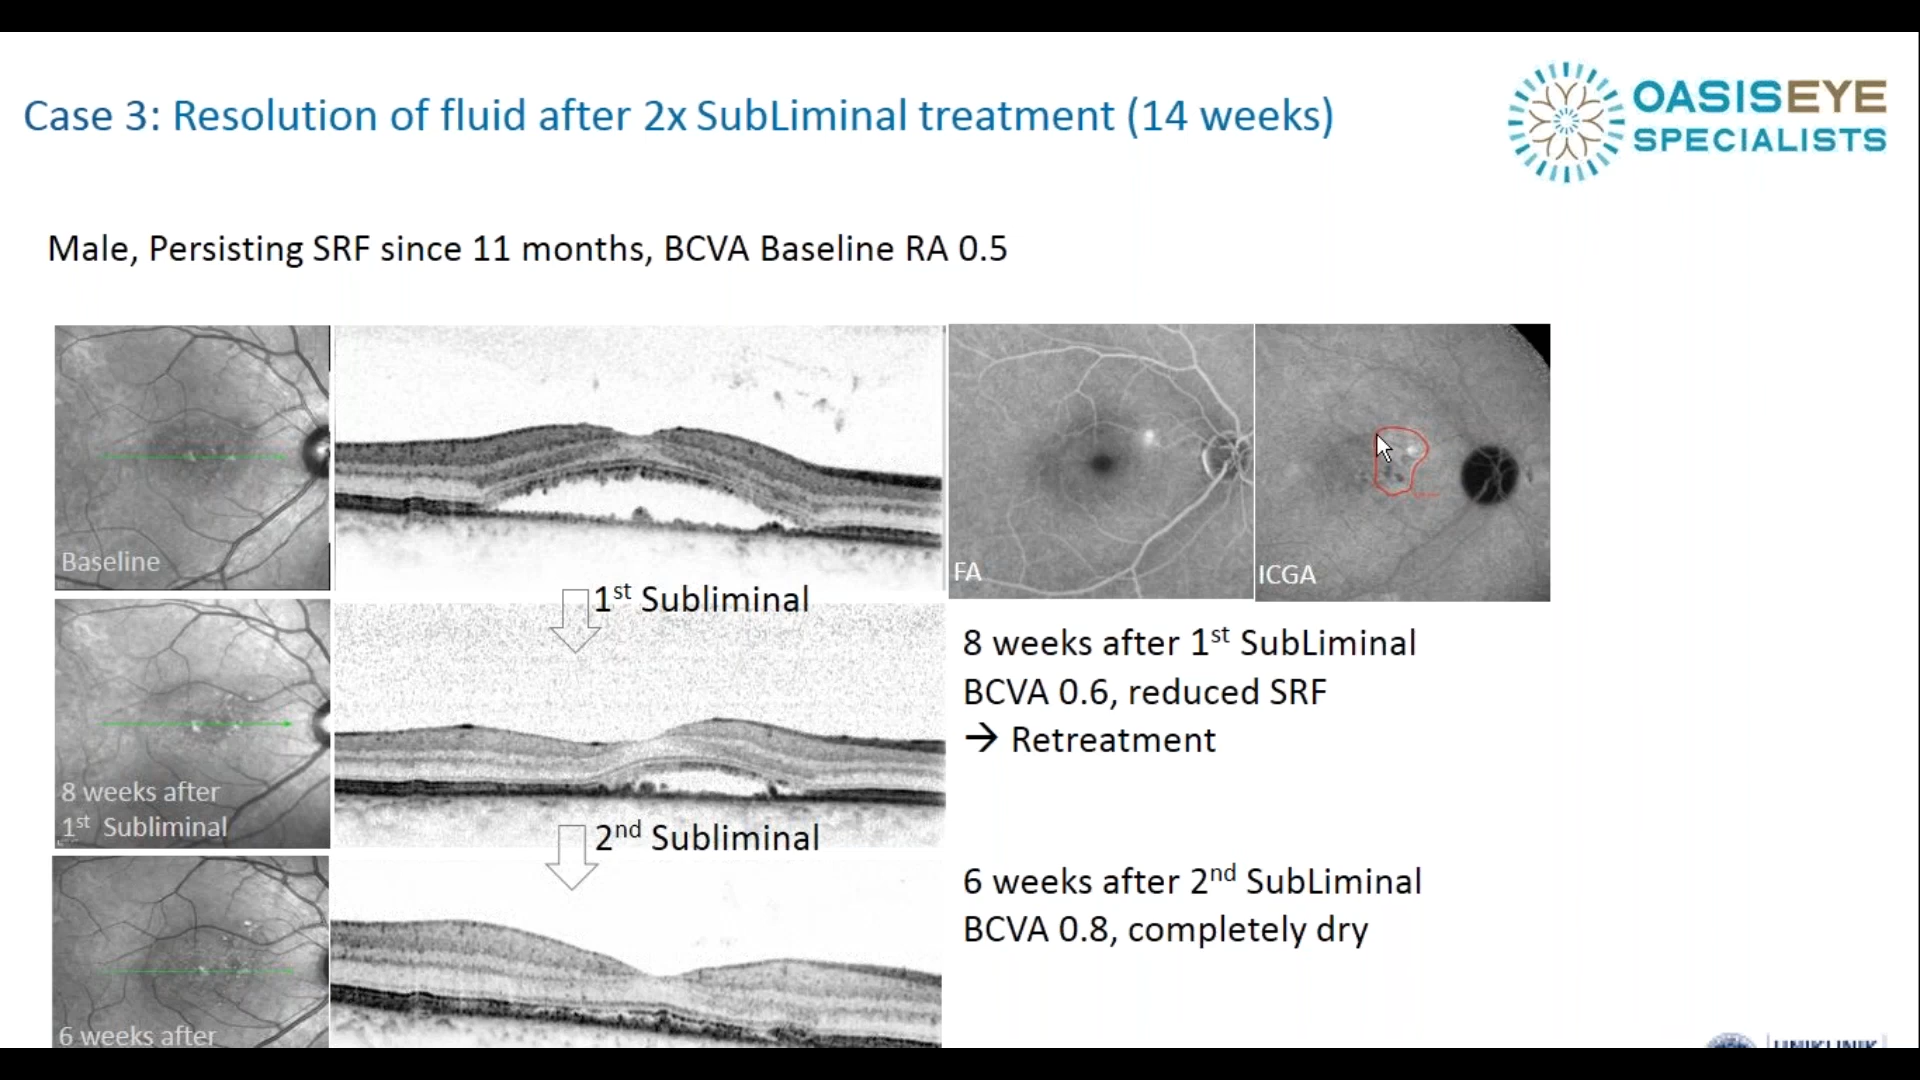 Case 3: Resolution of fluid after 2x SubLiminal treatment (14 weeks)
OASISEYE
SPECIALISTS
Male, Persisting SRF since 11 months, BCVA Baseline RA 0.5
Baseline
FA
ICGA
1st Subliminal
8 weeks after 1st SubLiminal
BCVA 0.6, reduced SRF
→ Retreatment
8 weeks after
1st Subliminal
2nd Subliminal
6 weeks after 2nd SubLiminal
BCVA 0.8, completely dry
6 weeks after
UNIKLINIK